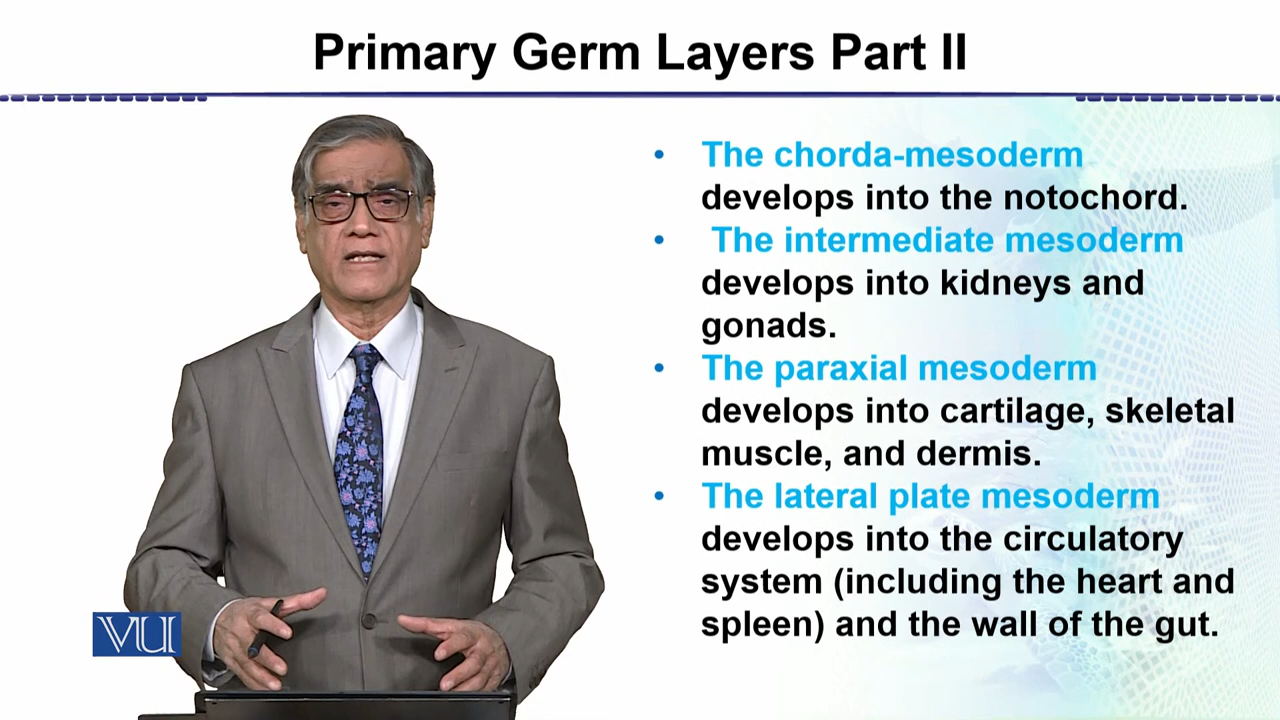 Primary Germ Layers Part II
• The chorda-mesoderm
develops into the notochord.
• The intermediate mesoderm
develops into kidneys and
gonads.
• The paraxial mesoderm
develops into cartilage, skeletal
muscle, and dermis.
• The lateral plate mesoderm
develops into the circulatory
system (including the heart and
spleen) and the wall of the gut.
VU